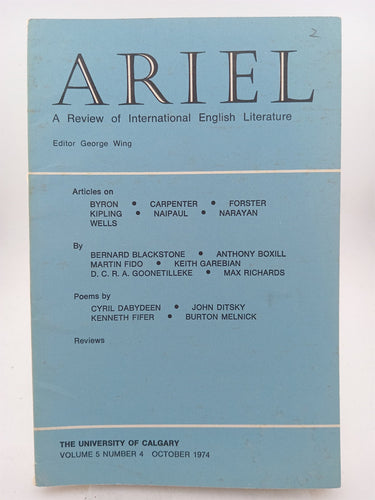 2
ARIEL
A Review of International English Literature
Editor George Wing
Articles on
BYRON • CARPENTER • FORSTER
KIPLING • NAIPAUL • NARAYAN
WELLS
By
BERNARD BLACKSTONE • ANTHONY BOXILL
MARTIN FIDO • KEITH GAREBIAN
D. C. R. A. GOONETILLEKE • MAX RICHARDS
Poems by
CYRIL DABYDEEN • JOHN DITSKY
KENNETH FIFER • BURTON MELNICK
Reviews
THE UNIVERSITY OF CALGARY
VOLUME 5 NUMBER 4 OCTOBER 1974